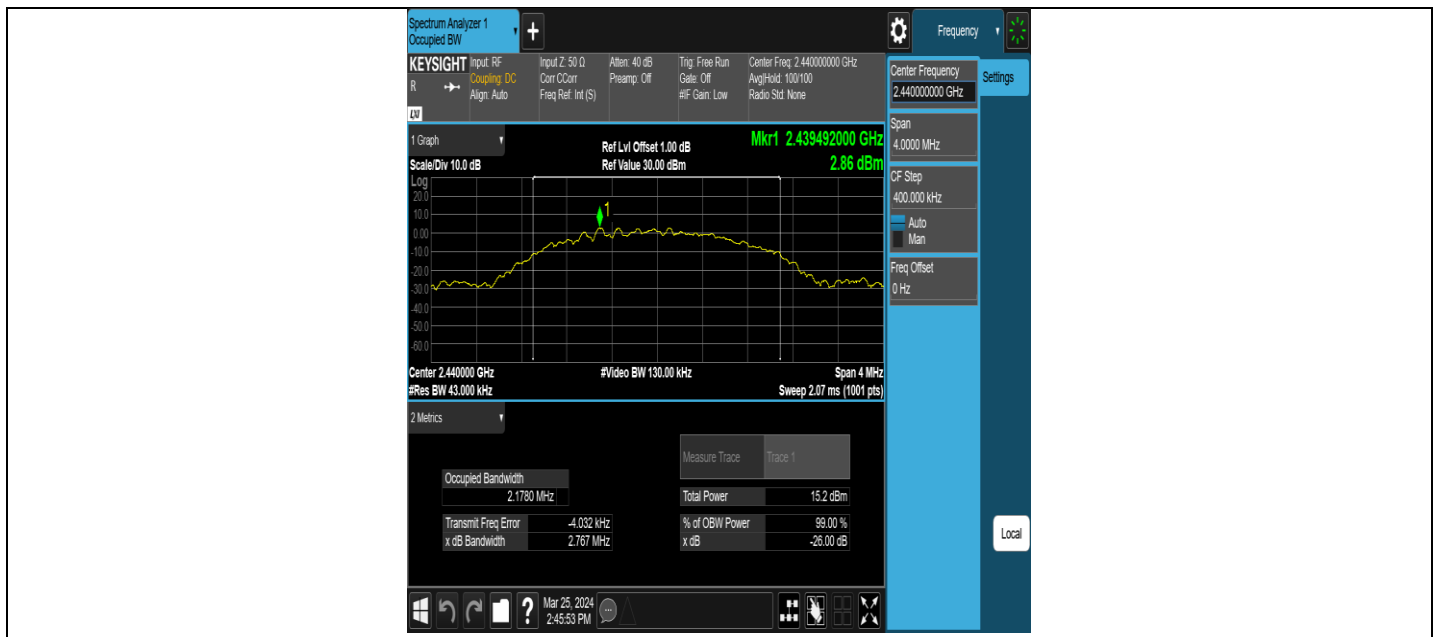 Spectrum Analyzer 1
Occupied BW
+
Frequency
KEYSIGHT
R
LXI
Input: RF
Coupling: DC
Align: Auto
Input Z: 50 Ω
Corr CCorr
Freq Ref: Int (S)
Atten: 40 dB
Preamp: Off
Trig: Free Run
Gate: Off
#IF Gain: Low
Center Freq: 2.440000000 GHz
Avg|Hold: 100/100
Radio Std: None
Center Frequency
2.440000000 GHz
Settings
Span
4.0000 MHz
CF Step
400.000 kHz
Auto
Man
Freq Offset
0 Hz
Local
1 Graph
Scale/Div 10.0 dB
Ref Lvl Offset 1.00 dB
Ref Value 30.00 dBm
Mkr1 2.439492000 GHz
2.86 dBm
Log
20.0
10.0
0.00
-10.0
-20.0
-30.0
-40.0
-50.0
-60.0
1
Center 2.440000 GHz
#Video BW 130.00 kHz
Span 4 MHz
#Res BW 43.000 kHz
Sweep 2.07 ms (1001 pts)
2 Metrics
Measure Trace Trace 1
Occupied Bandwidth
2.1780 MHz
Total Power 15.2 dBm
Transmit Freq Error -4.032 kHz
% of OBW Power 99.00 %
x dB Bandwidth 2.767 MHz
x dB -26.00 dB
?
Mar 25, 2024
2:45:53 PM